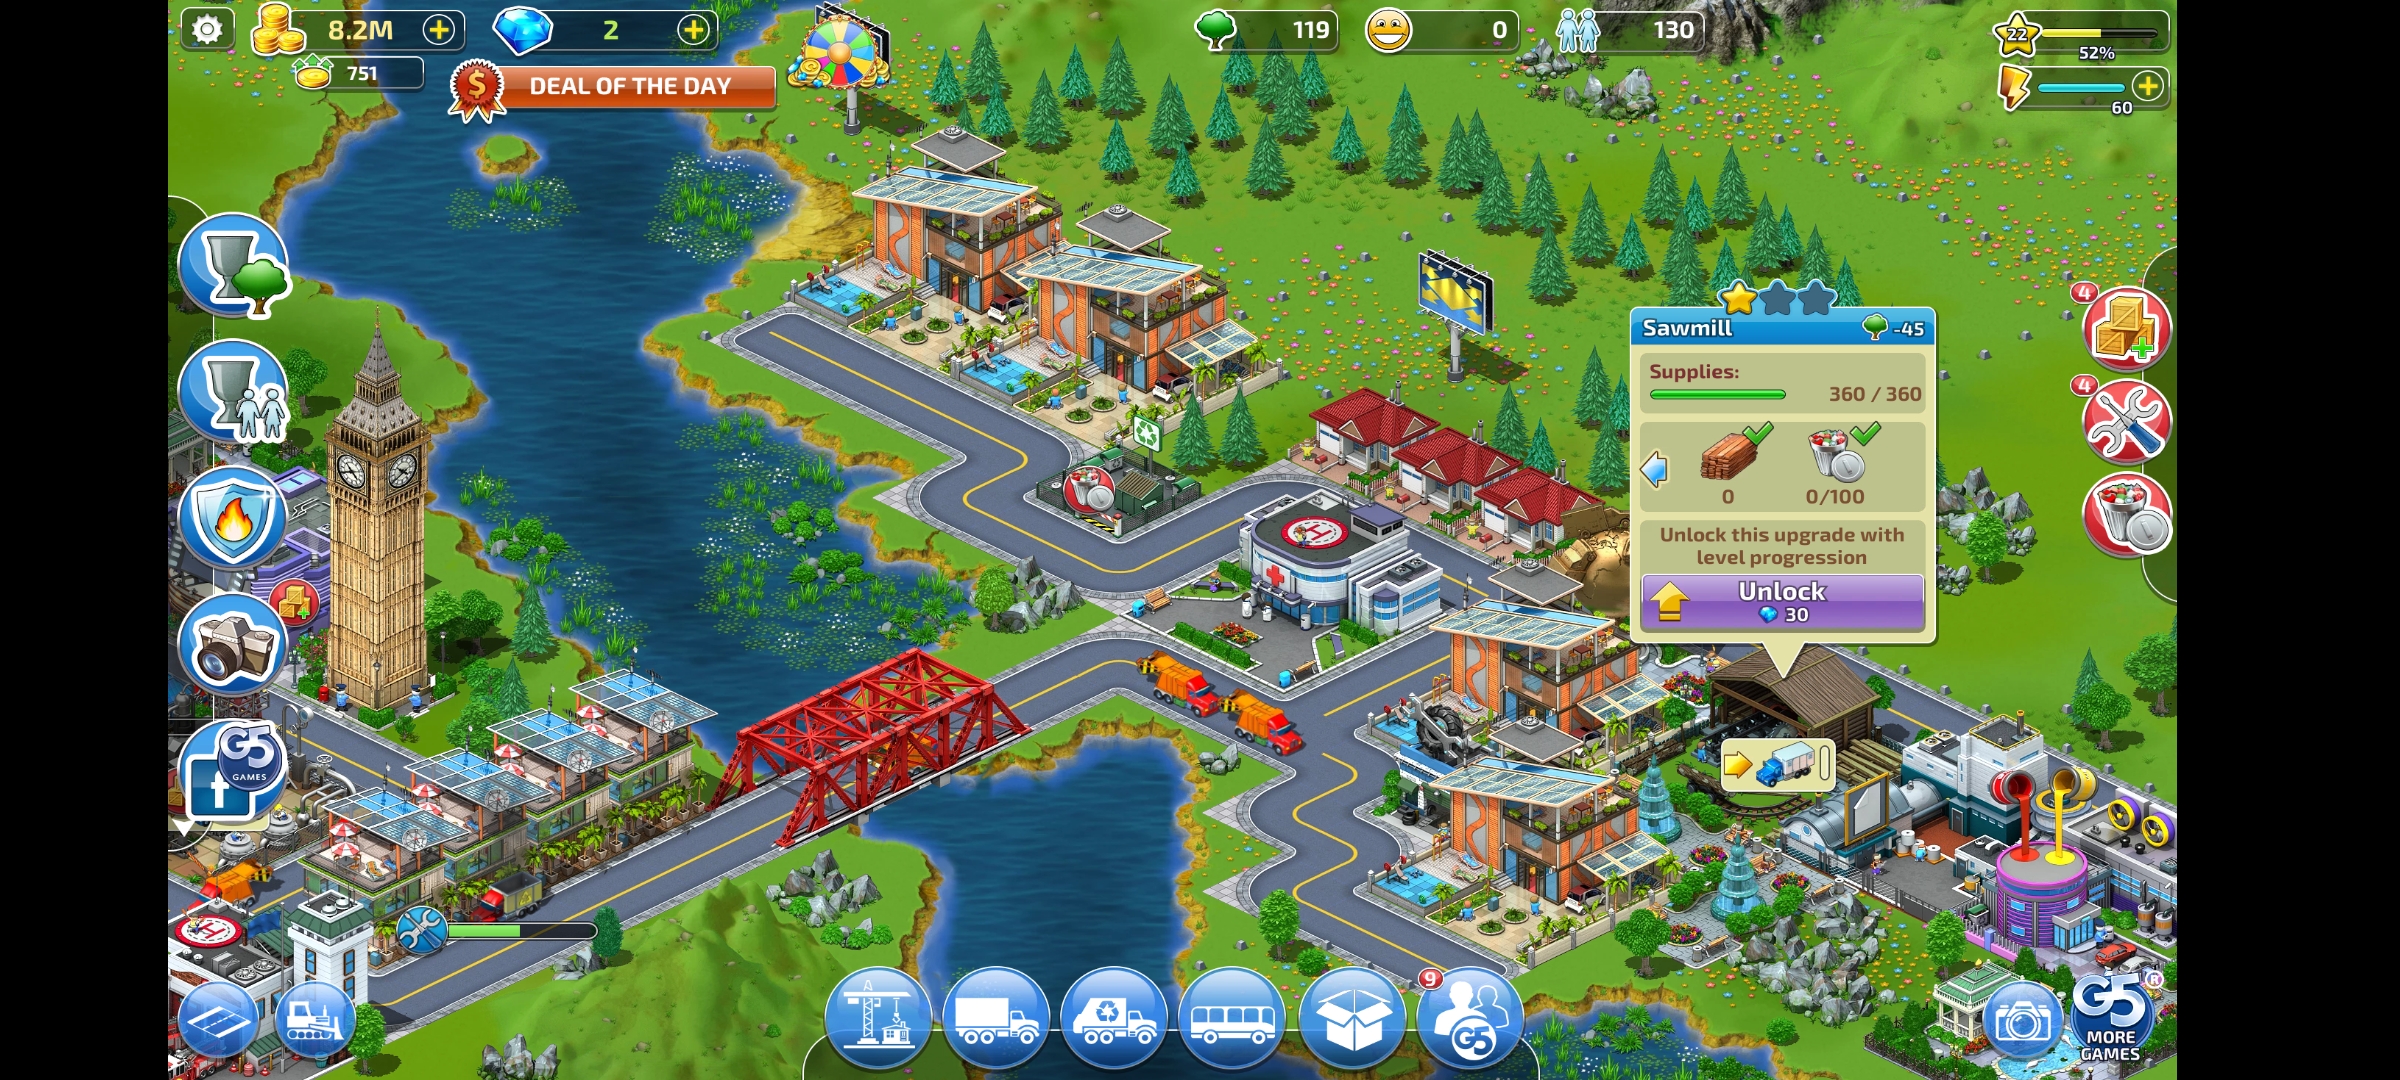 8.2M
2
119
0
130
22
52%
751
DEAL OF THE DAY
60
Sawmill
-45
Supplies:
360 / 360
0
0/100
Unlock this upgrade with
level progression
Unlock
30
4
4
H
H
G5
GAMES
f
9
G5
G5
®
MORE
GAMES